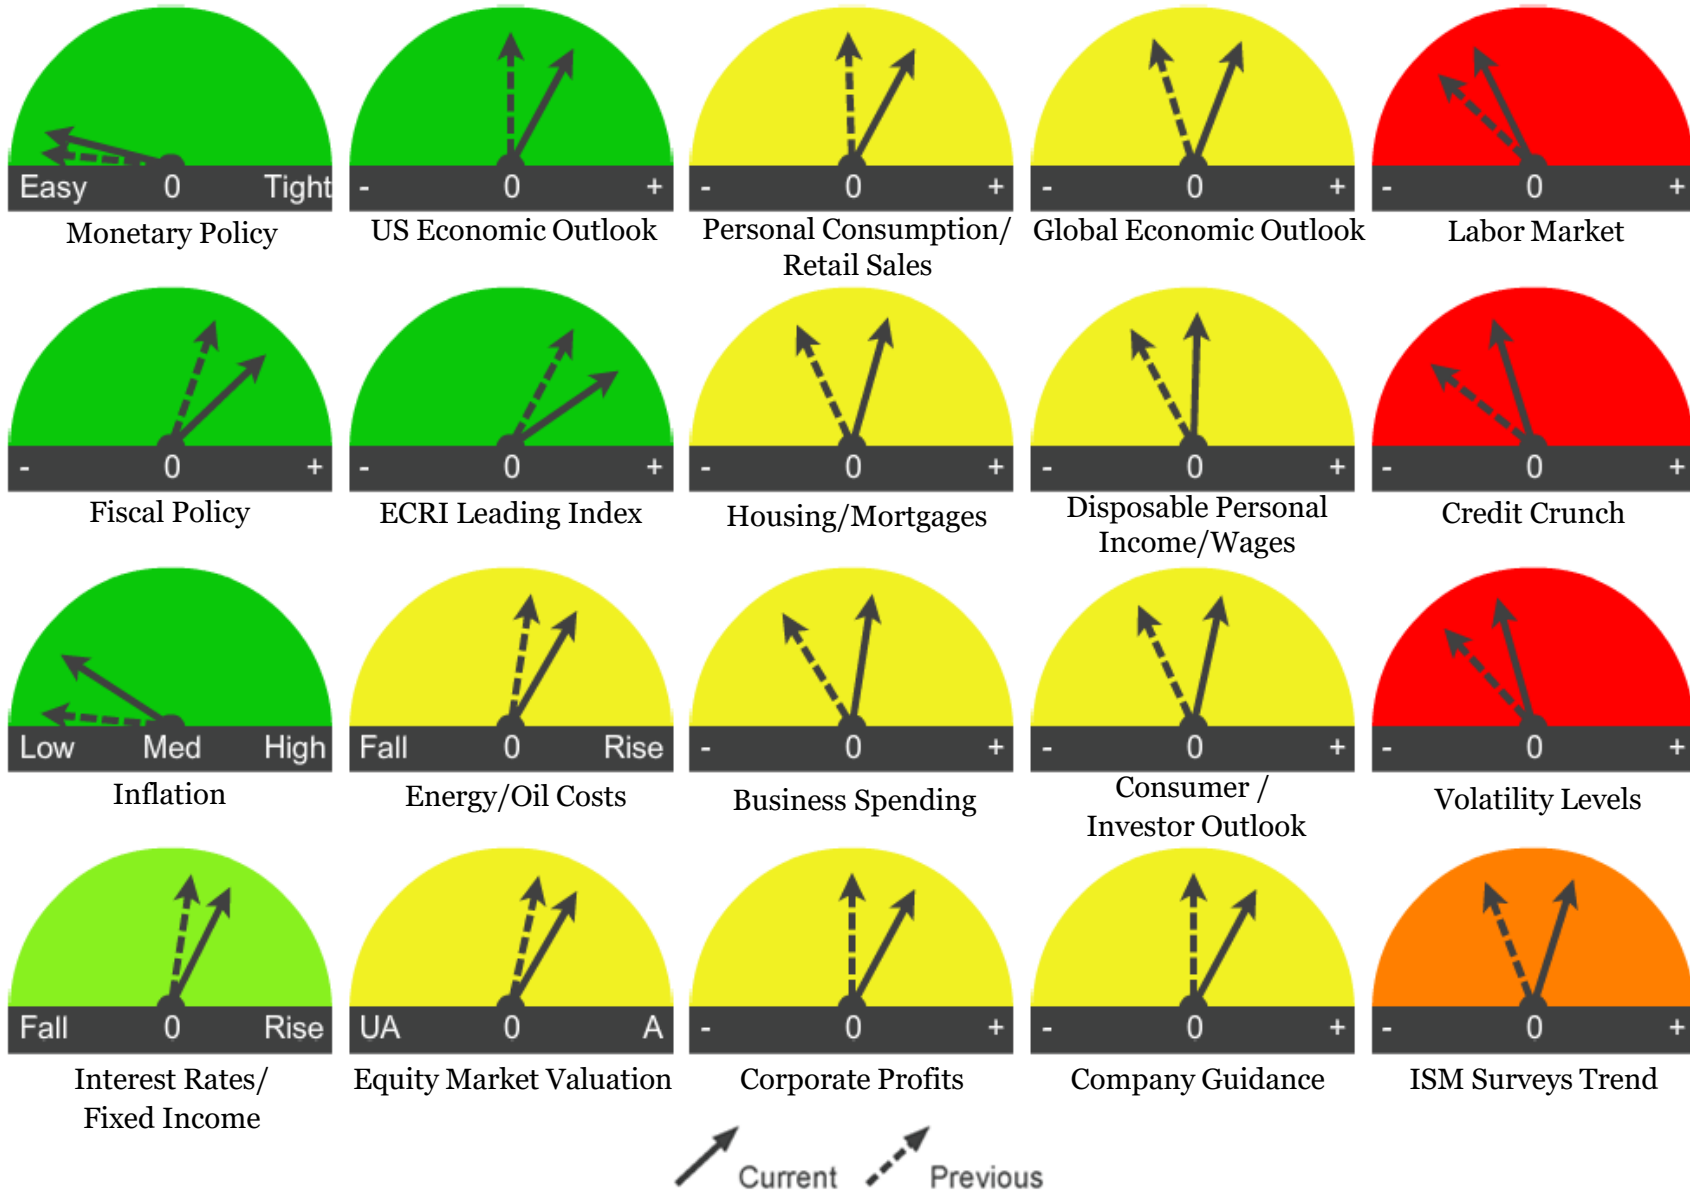 Easy 0 Tight
- 0 +
- 0 +
- 0 +
- 0 +
Monetary Policy
US Economic Outlook
Personal Consumption/
Retail Sales
Global Economic Outlook
Labor Market
- 0 +
- 0 +
- 0 +
- 0 +
- 0 +
Fiscal Policy
ECRI Leading Index
Housing/Mortgages
Disposable Personal
Income/Wages
Credit Crunch
Low Med High
Fall 0 Rise
- 0 +
- 0 +
- 0 +
Inflation
Energy/Oil Costs
Business Spending
Consumer /
Investor Outlook
Volatility Levels
Fall 0 Rise
UA 0 A
- 0 +
- 0 +
- 0 +
Interest Rates/
Fixed Income
Equity Market Valuation
Corporate Profits
Company Guidance
ISM Surveys Trend
Current Previous